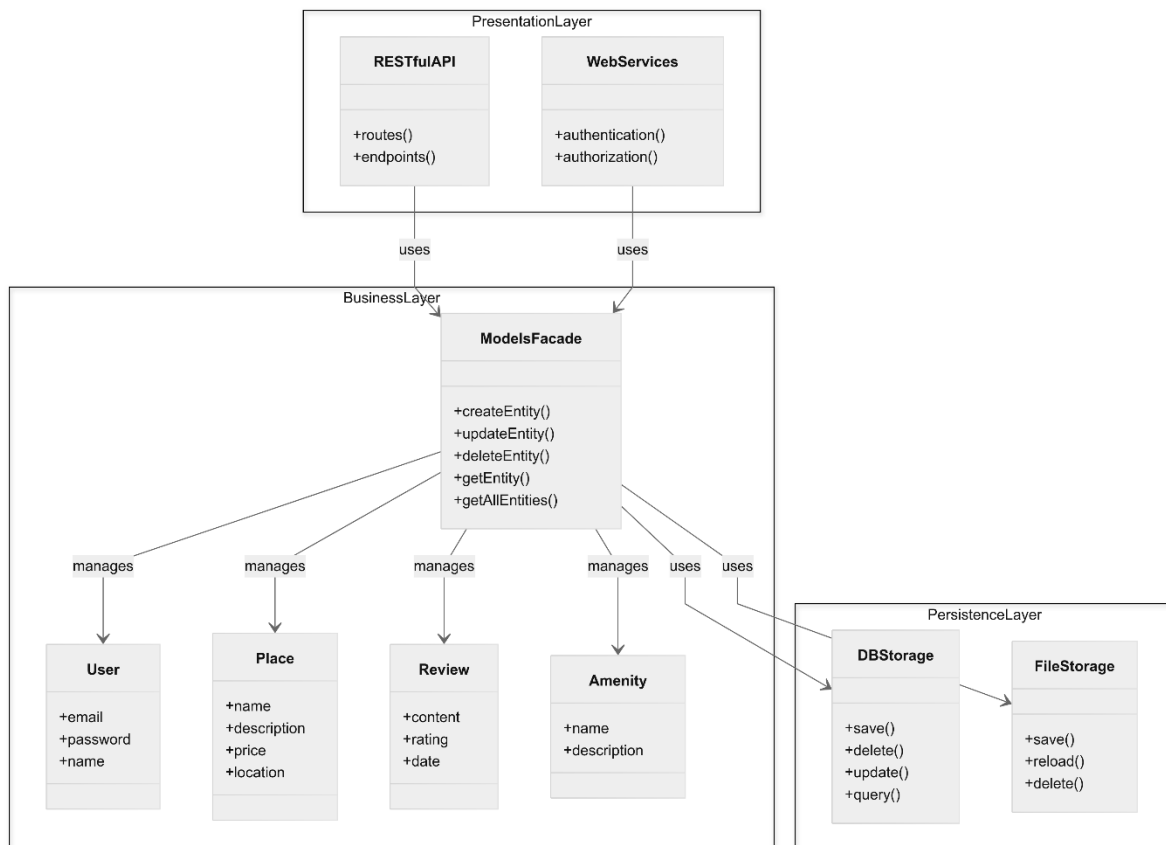 PresentationLayer
RESTfulAPI
+routes()
+endpoints()
WebServices
+authentication()
+authorization()
uses
uses
BusinessLayer
ModelsFacade
+createEntity()
+updateEntity()
+deleteEntity()
+getEntity()
+getAllEntities()
manages
manages
manages
manages
uses
uses
User
+email
+password
+name
Place
+name
+description
+price
+location
Review
+content
+rating
+date
Amenity
+name
+description
PersistenceLayer
DBStorage
+save()
+delete()
+update()
+query()
FileStorage
+save()
+reload()
+delete()